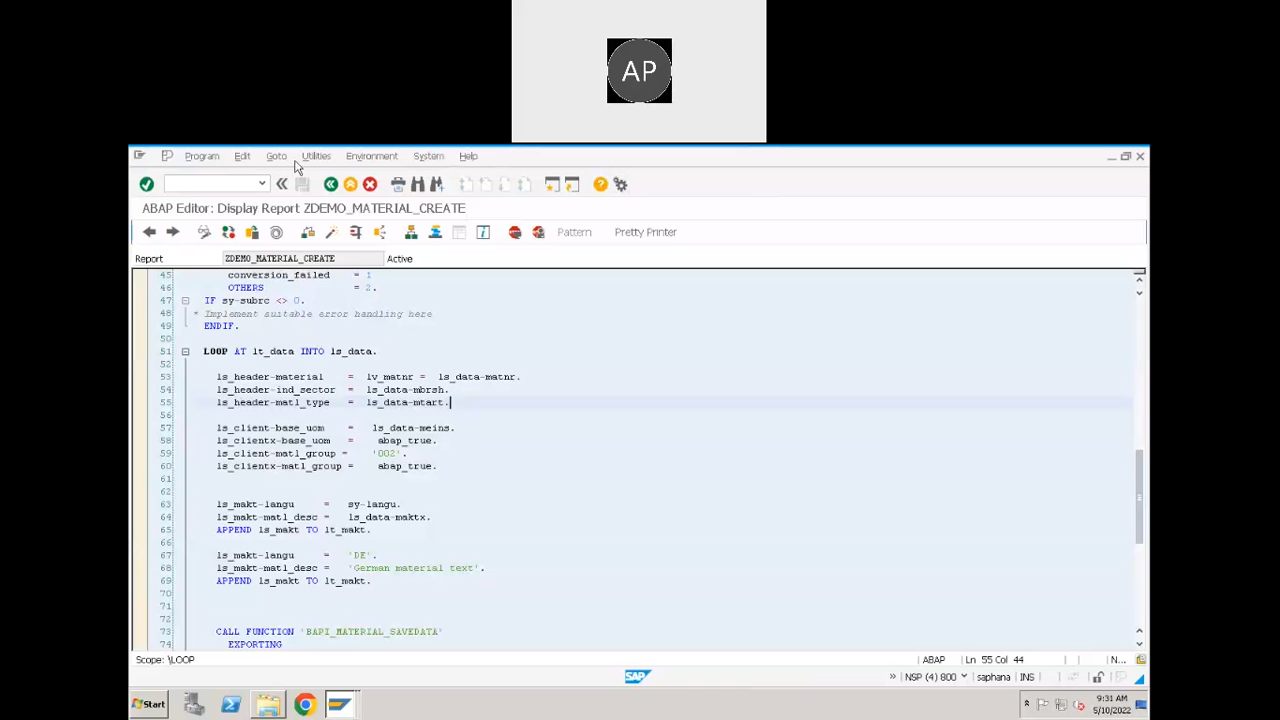 AP
Program Edit Goto Utilities Environment System Help
ABAP Editor: Display Report ZDEMO_MATERIAL_CREATE
Pattern Pretty Printer
Report ZDEMO_MATERIAL_CREATE Active
45 conversion_failed = 1
46 OTHERS = 2.
47 IF sy-subrc <> 0.
48 * Implement suitable error handling here
49 ENDIF.
50
51 LOOP AT lt_data INTO ls_data.
52
53 ls_header-material = lv_matnr = ls_data-matnr.
54 ls_header-ind_sector = ls_data-mbrsh.
55 ls_header-matl_type = ls_data-mtart.
56
57 ls_client-base_uom = ls_data-meins.
58 ls_clientx-base_uom = abap_true.
59 ls_client-matl_group = '002'.
60 ls_clientx-matl_group = abap_true.
61
62
63 ls_makt-langu = sy-langu.
64 ls_makt-matl_desc = ls_data-maktx.
65 APPEND ls_makt TO lt_makt.
66
67 ls_makt-langu = 'DE'.
68 ls_makt-matl_desc = 'German material text'.
69 APPEND ls_makt TO lt_makt.
70
71
72
73 CALL FUNCTION 'BAPI_MATERIAL_SAVEDATA'
74 EXPORTING
Scope: \LOOP ABAP Ln 55 Col 44 N...
SAP » NSP (4) 800 saphana INS
Start 9:31 AM
5/10/2022